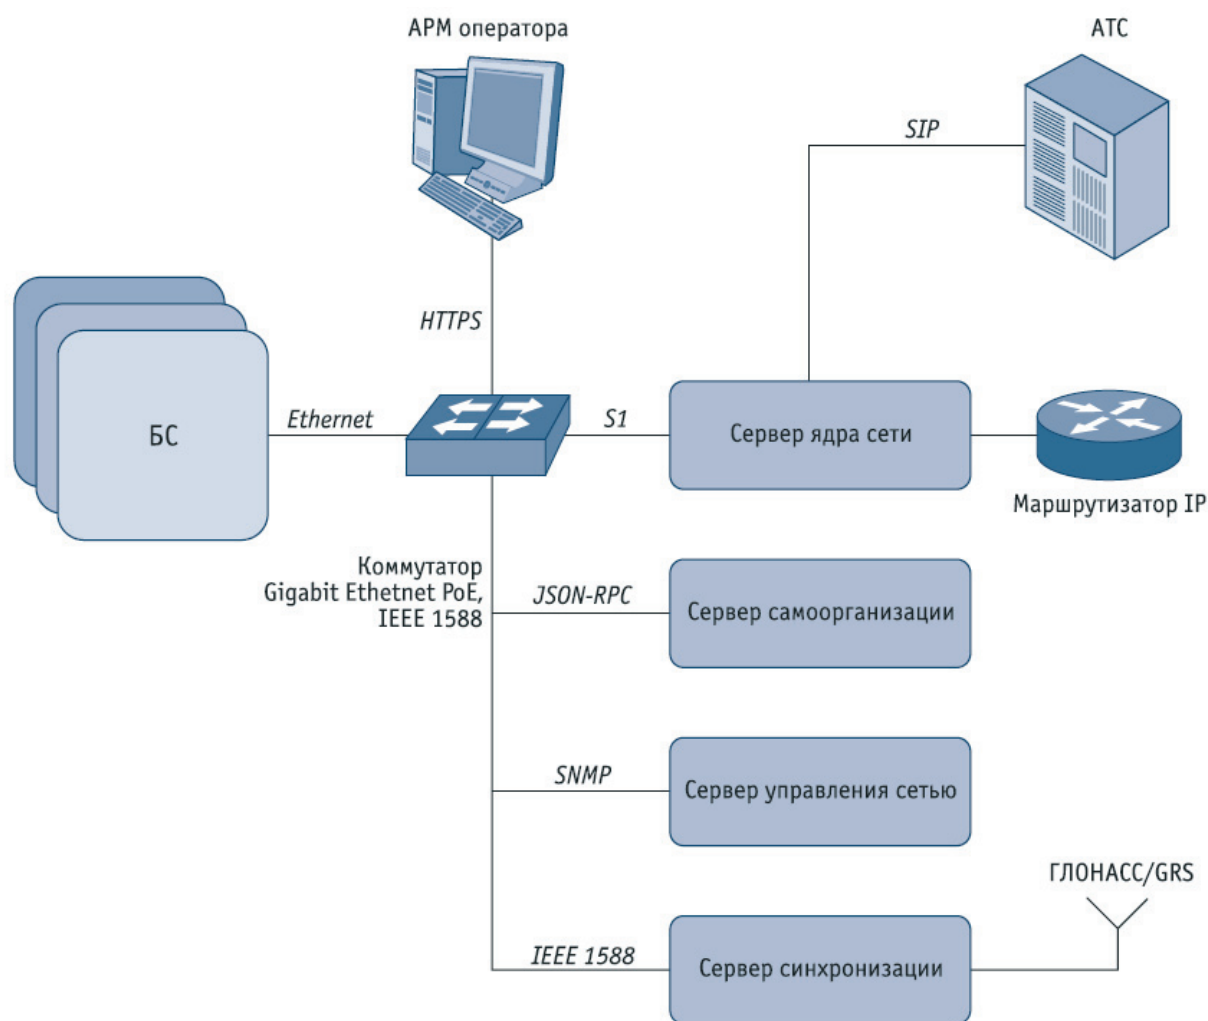 АРМ оператора
АТС
SIP
HTTPS
БС
Ethernet
S1
Сервер ядра сети
Маршрутизатор IP
Коммутатор
Gigabit Ethetnet PoE,
IEEE 1588
JSON-RPC
Сервер самоорганизации
SNMP
Сервер управления сетью
ГЛОНАСС/GRS
IEEE 1588
Сервер синхронизации